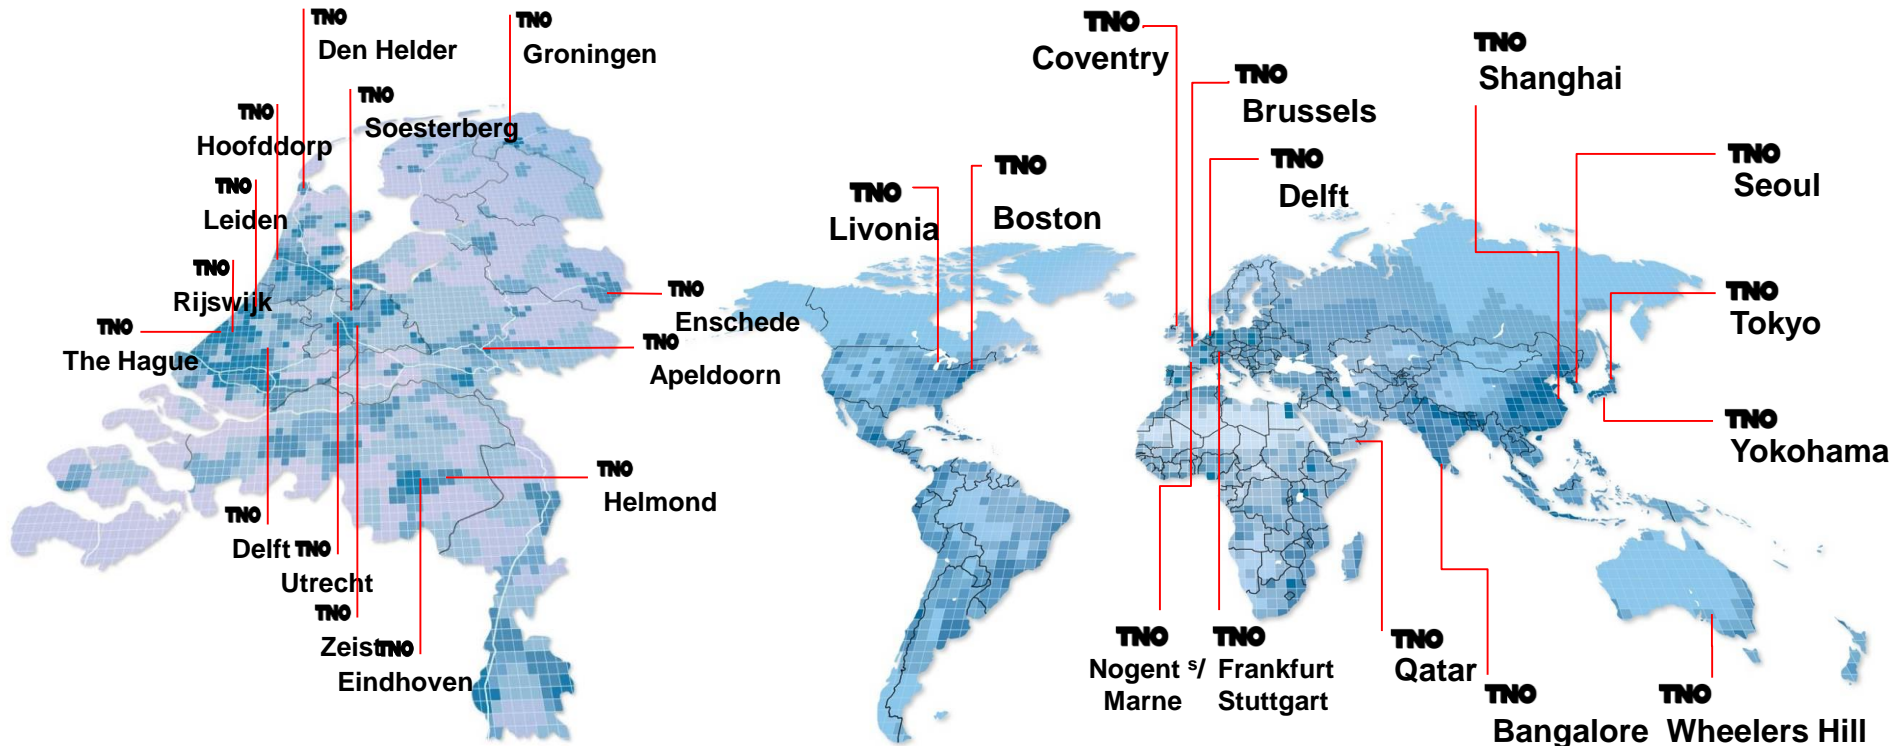 TNO
Den Helder
TNO
Groningen
TNO
Soesterberg
TNO
Hoofddorp
TNO
Leiden
TNO
Rijswijk
TNO
The Hague
TNO
Enschede
TNO
Apeldoorn
TNO
Helmond
TNO
Delft
TNO
Utrecht
TNO
Zeist
TNO
Eindhoven
TNO
Coventry
TNO
Brussels
TNO
Delft
TNO
Livonia
TNO
Boston
TNO
Shanghai
TNO
Seoul
TNO
Tokyo
TNO
Yokohama
TNO
Nogent s/
Marne
TNO
Frankfurt
Stuttgart
TNO
Qatar
TNO
Bangalore
TNO
Wheelers Hill